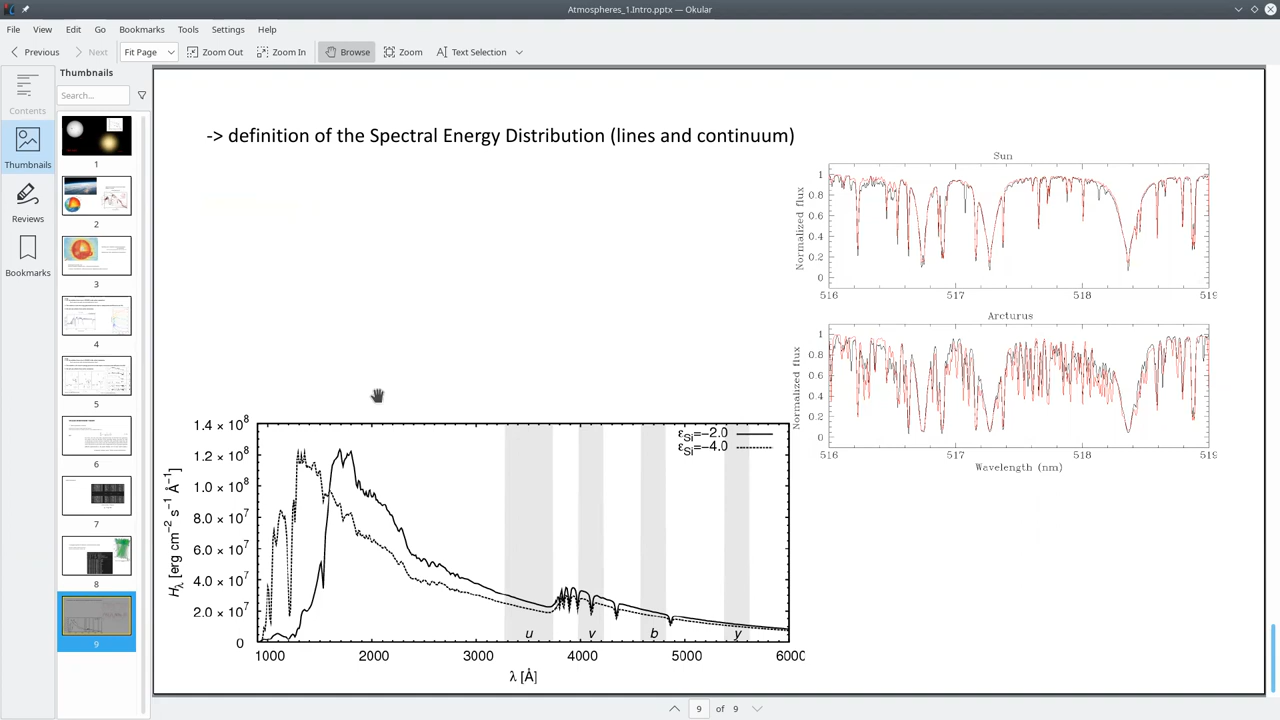 Atmospheres_1.Intro.pptx — Okular
File View Edit Go Bookmarks Tools Settings Help
Previous Next Fit Page Zoom Out Zoom In Browse Zoom Text Selection
Contents
Thumbnails
Reviews
Bookmarks
Thumbnails
Search...
1
2
3
4
5
6
7
8
9
-> definition of the Spectral Energy Distribution (lines and continuum)
Sun
Normalized flux
1
0.8
0.6
0.4
0.2
0
516 517 518 519
Arcturus
Normalized flux
1
0.8
0.6
0.4
0.2
0
516 517 518 519
Wavelength (nm)
Hλ [erg cm⁻² s⁻¹ Å⁻¹]
1.4 × 10⁸
1.2 × 10⁸
1.0 × 10⁸
8.0 × 10⁷
6.0 × 10⁷
4.0 × 10⁷
2.0 × 10⁷
0
εSi=−2.0
εSi=−4.0
u v b y
1000 2000 3000 4000 5000 6000
λ [Å]
9 of 9